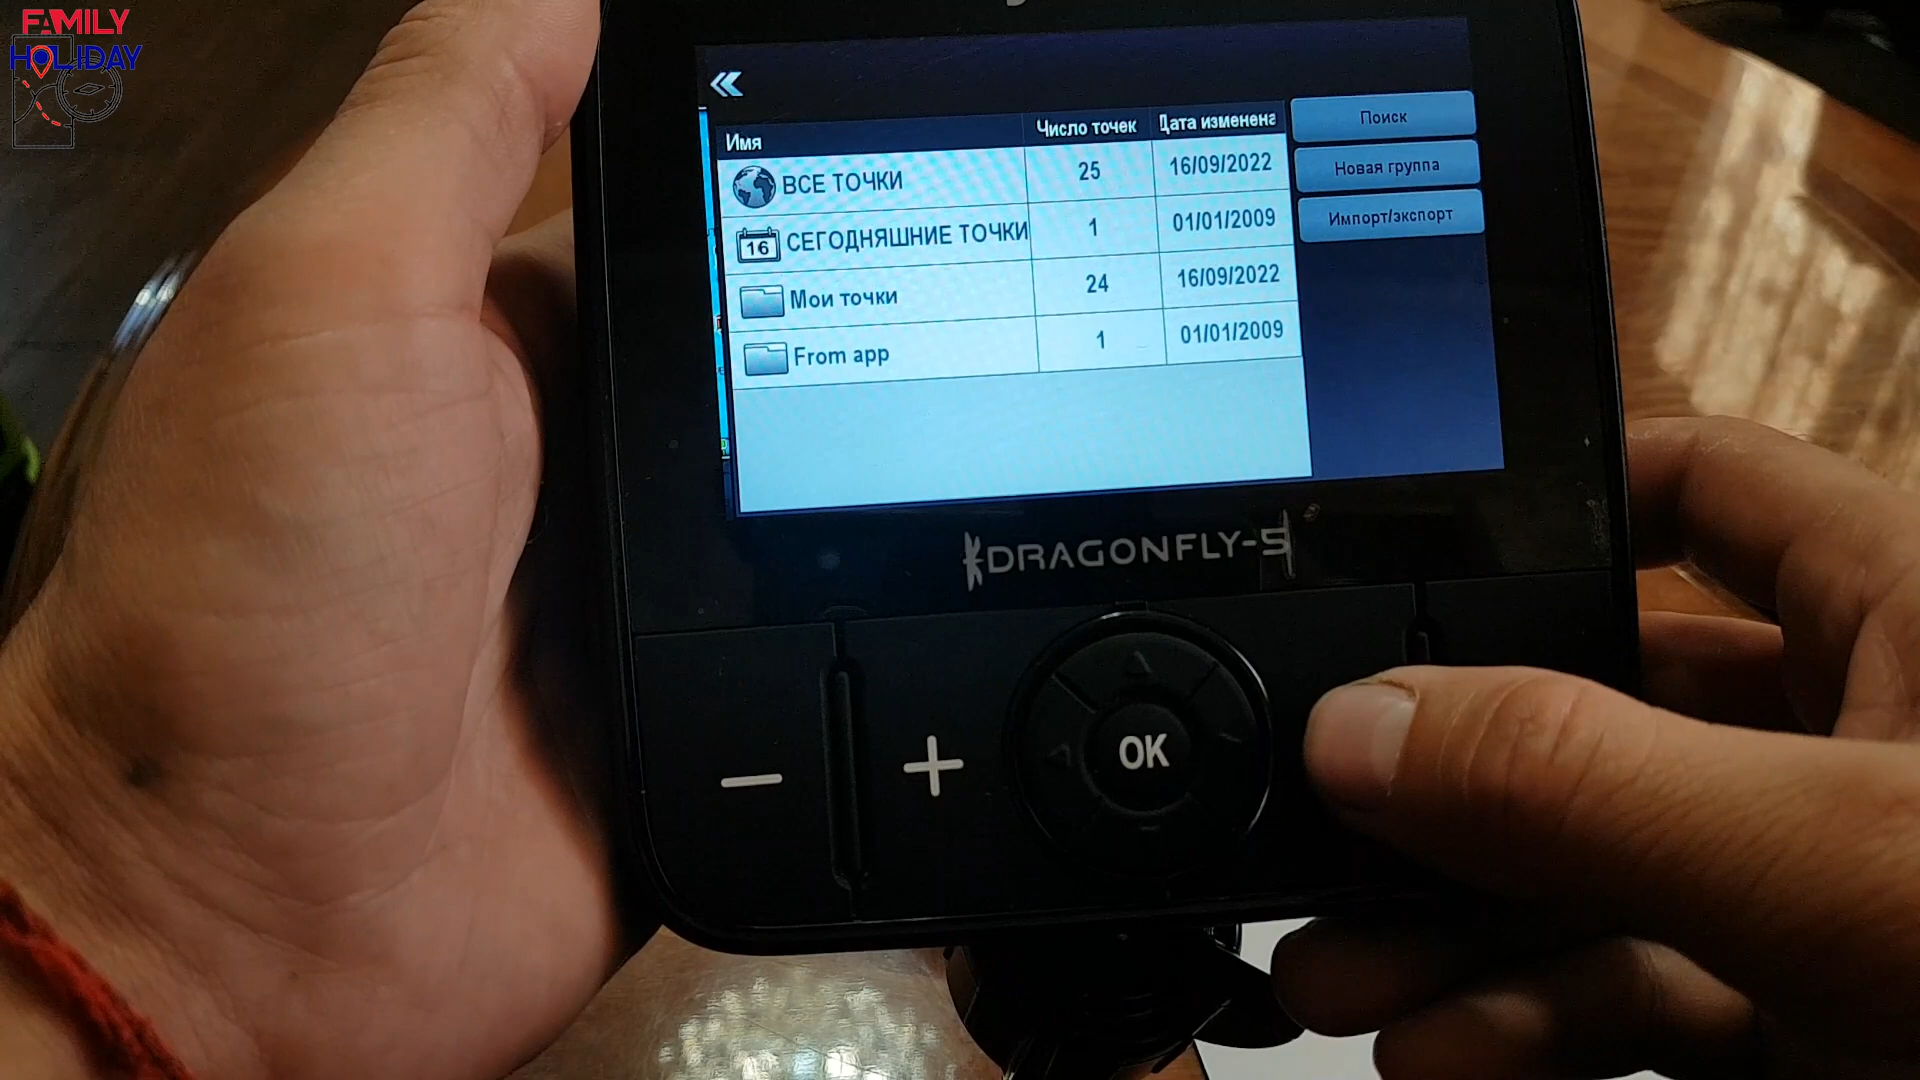 FAMILY
HOLIDAY
Имя Число точек Дата изменена
ВСЕ ТОЧКИ 25 16/09/2022
16 СЕГОДНЯШНИЕ ТОЧКИ 1 01/01/2009
Мои точки 24 16/09/2022
From app 1 01/01/2009
Поиск
Новая группа
Импорт/экспорт
DRAGONFLY-5
− + OK